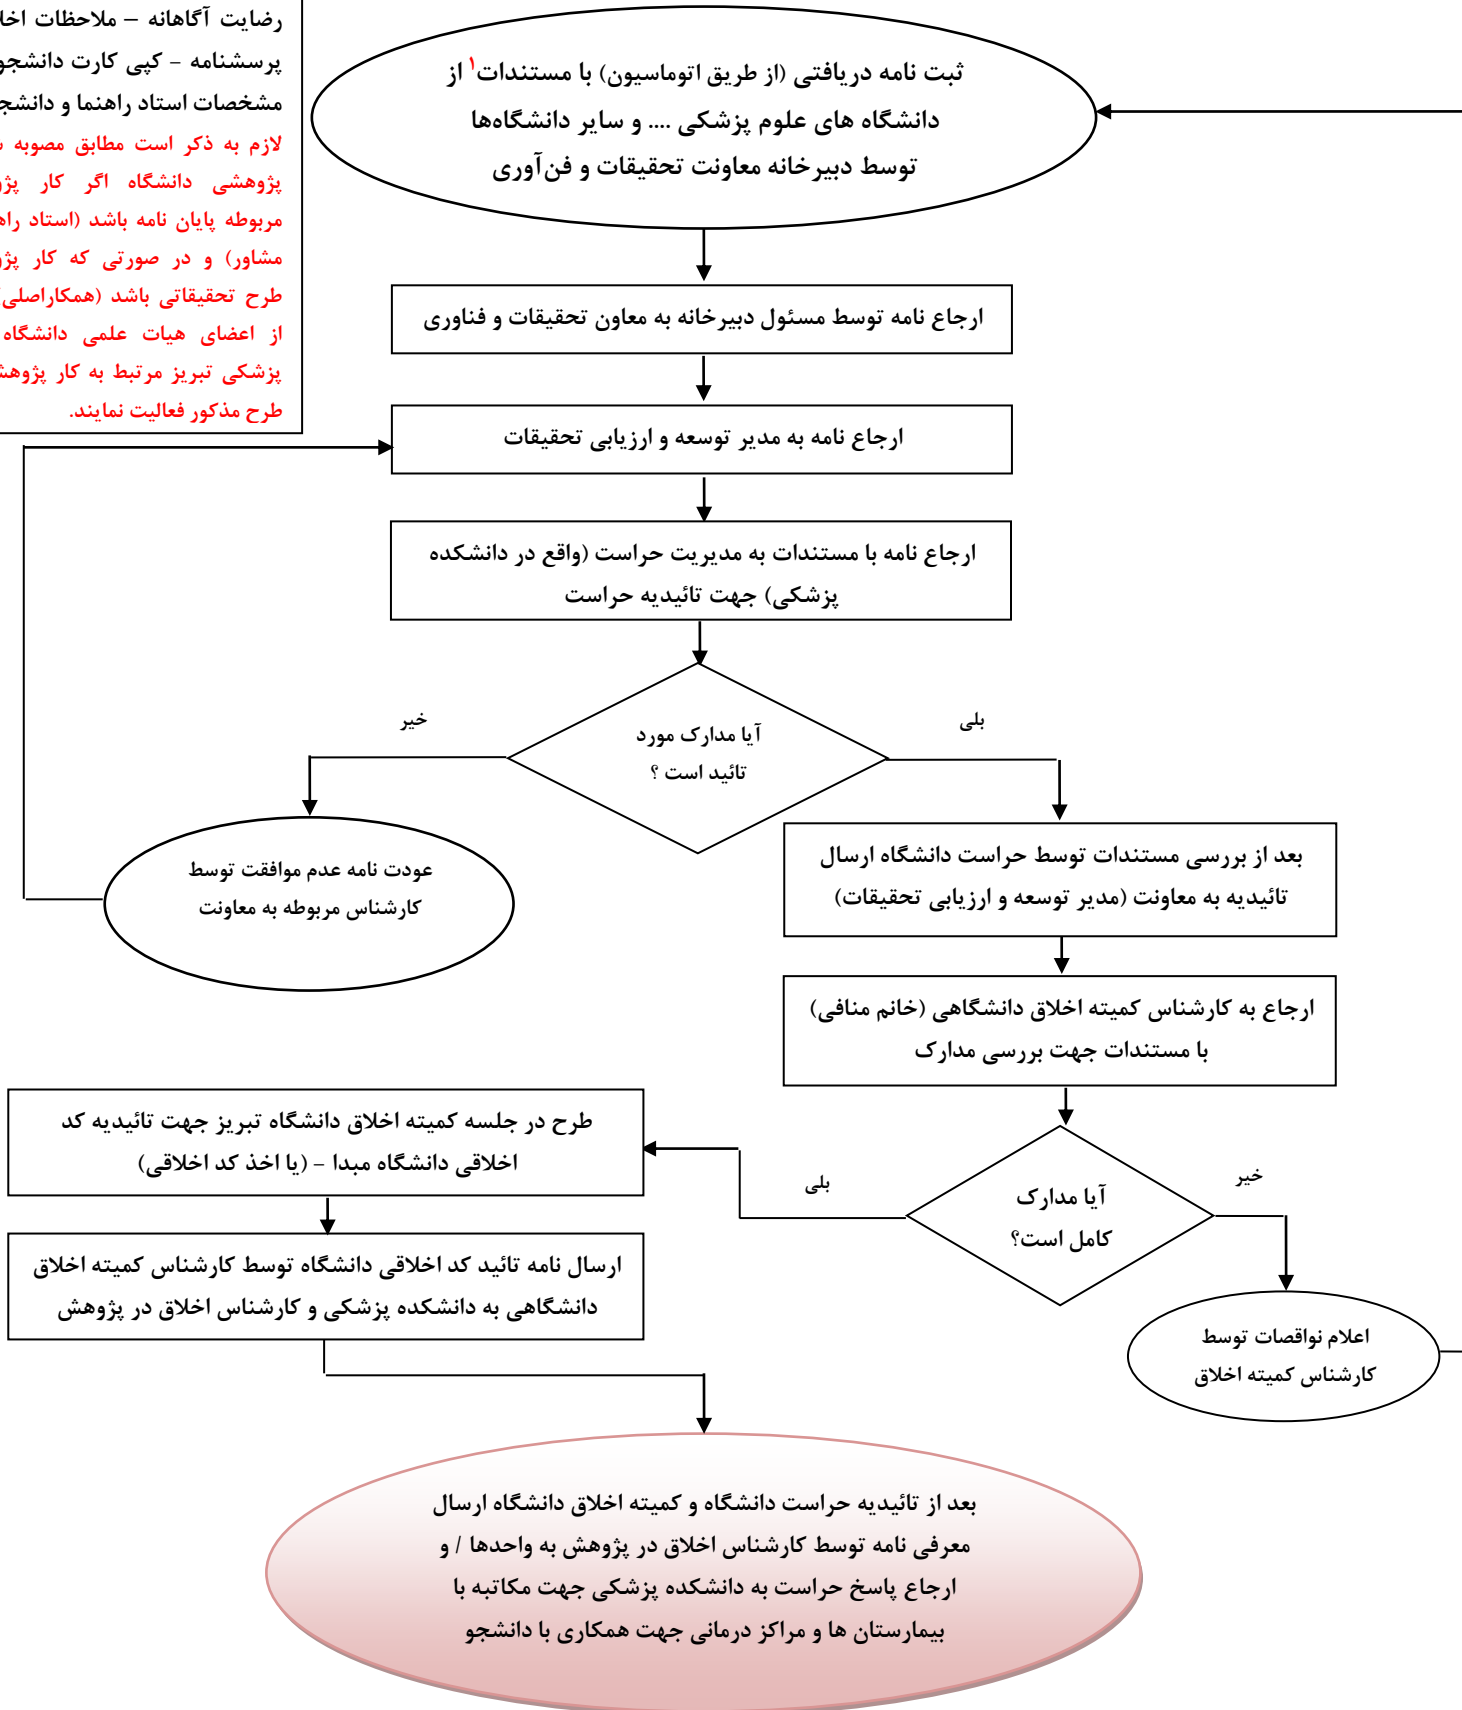 رضایت آگاهانه – ملاحظات
پرسشنامه - کپی کارت
مشخصات استاد راهنما و
لازم به ذکر است مطابق مصوبه
پژوهشی دانشگاه اگر کار
مربوطه پایان نامه باشد (استاد
مشاور) و در صورتی که کار
طرح تحقیقاتی باشد (همکاراصلی
از اعضای هیات علمی دانشگاه
پزشکی تبریز مرتبط به کار
طرح مذکور فعالیت نمایند.
ثبت نامه دریافتی (از طریق اتوماسیون) با مستندات۱ از
دانشگاه های علوم پزشکی .... و سایر دانشگاه‌ها
توسط دبیرخانه معاونت تحقیقات و فن‌آوری
ارجاع نامه توسط مسئول دبیرخانه به معاون تحقیقات و فناوری
ارجاع نامه به مدیر توسعه و ارزیابی تحقیقات
ارجاع نامه با مستندات به مدیریت حراست (واقع در دانشکده
پزشکی) جهت تائیدیه حراست
آیا مدارک مورد
تائید است ؟
بلی
خیر
عودت نامه عدم موافقت توسط
کارشناس مربوطه به معاونت
بعد از بررسی مستندات توسط حراست دانشگاه ارسال
تائیدیه به معاونت (مدیر توسعه و ارزیابی تحقیقات)
ارجاع به کارشناس کمیته اخلاق دانشگاهی (خانم منافی)
با مستندات جهت بررسی مدارک
آیا مدارک
کامل است؟
خیر
بلی
اعلام نواقصات توسط
کارشناس کمیته اخلاق
طرح در جلسه کمیته اخلاق دانشگاه تبریز جهت تائیدیه کد
اخلاقی دانشگاه مبدا - (یا اخذ کد اخلاقی)
ارسال نامه تائید کد اخلاقی دانشگاه توسط کارشناس کمیته اخلاق
دانشگاهی به دانشکده پزشکی و کارشناس اخلاق در پژوهش
بعد از تائیدیه حراست دانشگاه و کمیته اخلاق دانشگاه ارسال
معرفی نامه توسط کارشناس اخلاق در پژوهش به واحدها / و
ارجاع پاسخ حراست به دانشکده پزشکی جهت مکاتبه با
بیمارستان ها و مراکز درمانی جهت همکاری با دانشجو